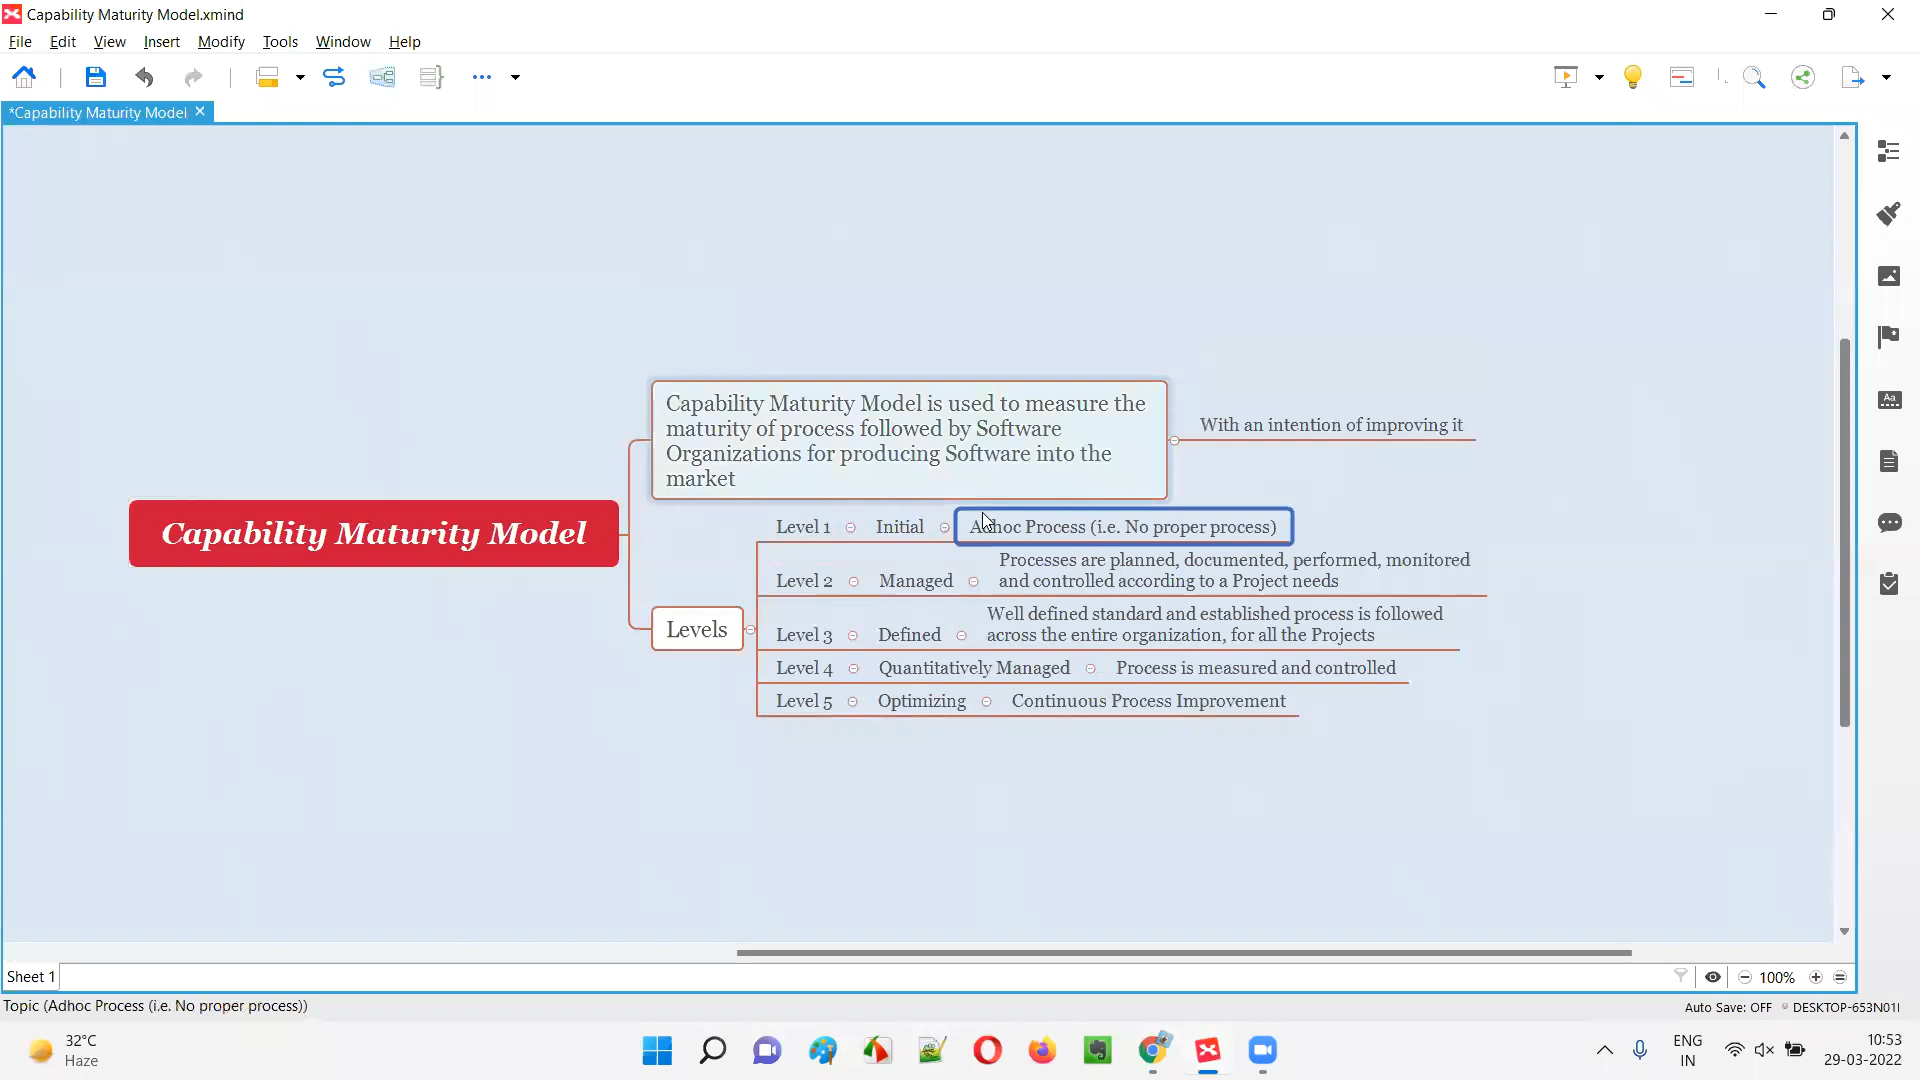 Capability Maturity Model.xmind
File Edit View Insert Modify Tools Window Help
*Capability Maturity Model
Capability Maturity Model is used to measure the
maturity of process followed by Software
Organizations for producing Software into the
market
With an intention of improving it
Capability Maturity Model
Level 1 Initial Adhoc Process (i.e. No proper process)
Processes are planned, documented, performed, monitored
Level 2 Managed and controlled according to a Project needs
Levels
Well defined standard and established process is followed
Level 3 Defined across the entire organization, for all the Projects
Level 4 Quantitatively Managed Process is measured and controlled
Level 5 Optimizing Continuous Process Improvement
Aa
Sheet 1
100%
Topic (Adhoc Process (i.e. No proper process))
Auto Save: OFF DESKTOP-653N01I
32°C
Haze
ENG
IN
10:53
29-03-2022